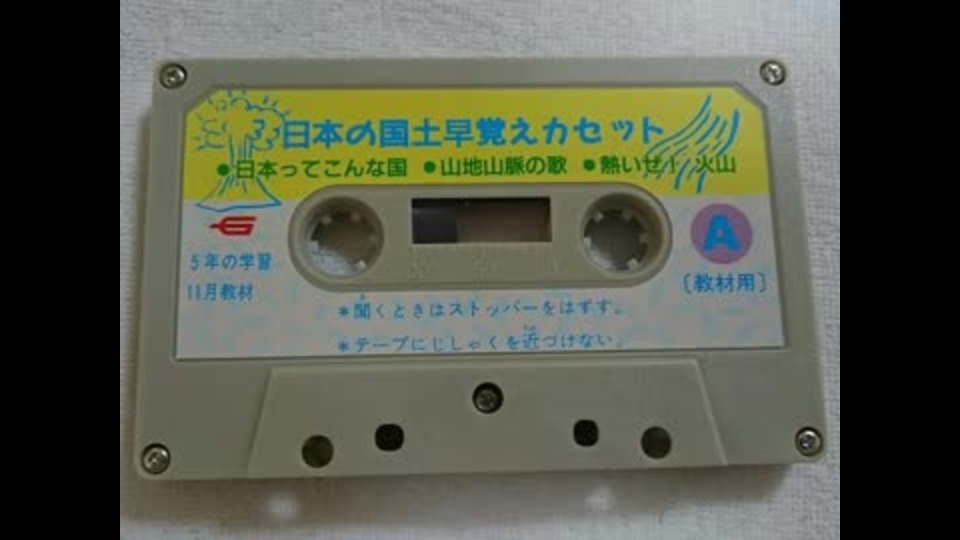 日本の国土早覚えカセット
●日本ってこんな国 ●山地山脈の歌 ●熱いぜ! 火山
G
5年の学習
11月教材
A
〔教材用〕
*聞くときはストッパーをはずす。
*テープにじしゃくを近づけない。